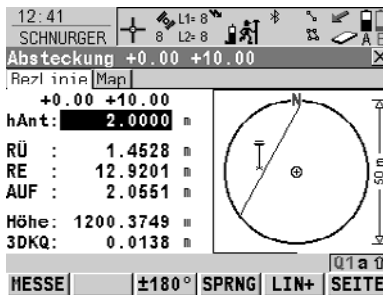 12:41
SCHNURGER
8
L1= 8
L2= 8
A B
Absteckung +0.00 +10.00
BezLinie Map
+0.00 +10.00
hAnt: 2.0000 m
RÜ : 1.4528 m
RE : 12.9201 m
AUF : 2.0551 m
Höhe: 1200.3749 m
3DKQ: 0.0138 m
N
50 m
Q1 a ⇧
MESSE ±180° SPRNG LIN+ SEITE